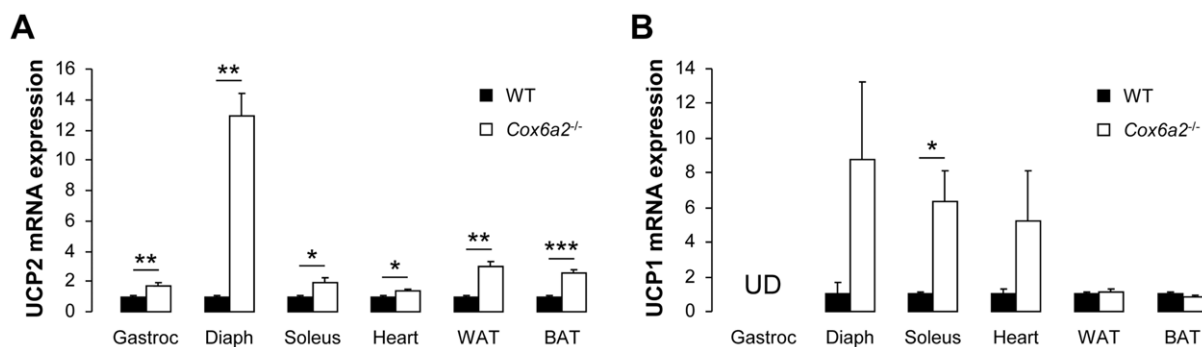 A
UCP2 mRNA expression
16
14
12
10
8
6
4
2
0
**
**
*
*
**
***
WT
Cox6a2-/-
Gastroc Diaph Soleus Heart WAT BAT
B
UCP1 mRNA expression
14
12
10
8
6
4
2
0
UD
*
WT
Cox6a2-/-
Gastroc Diaph Soleus Heart WAT BAT